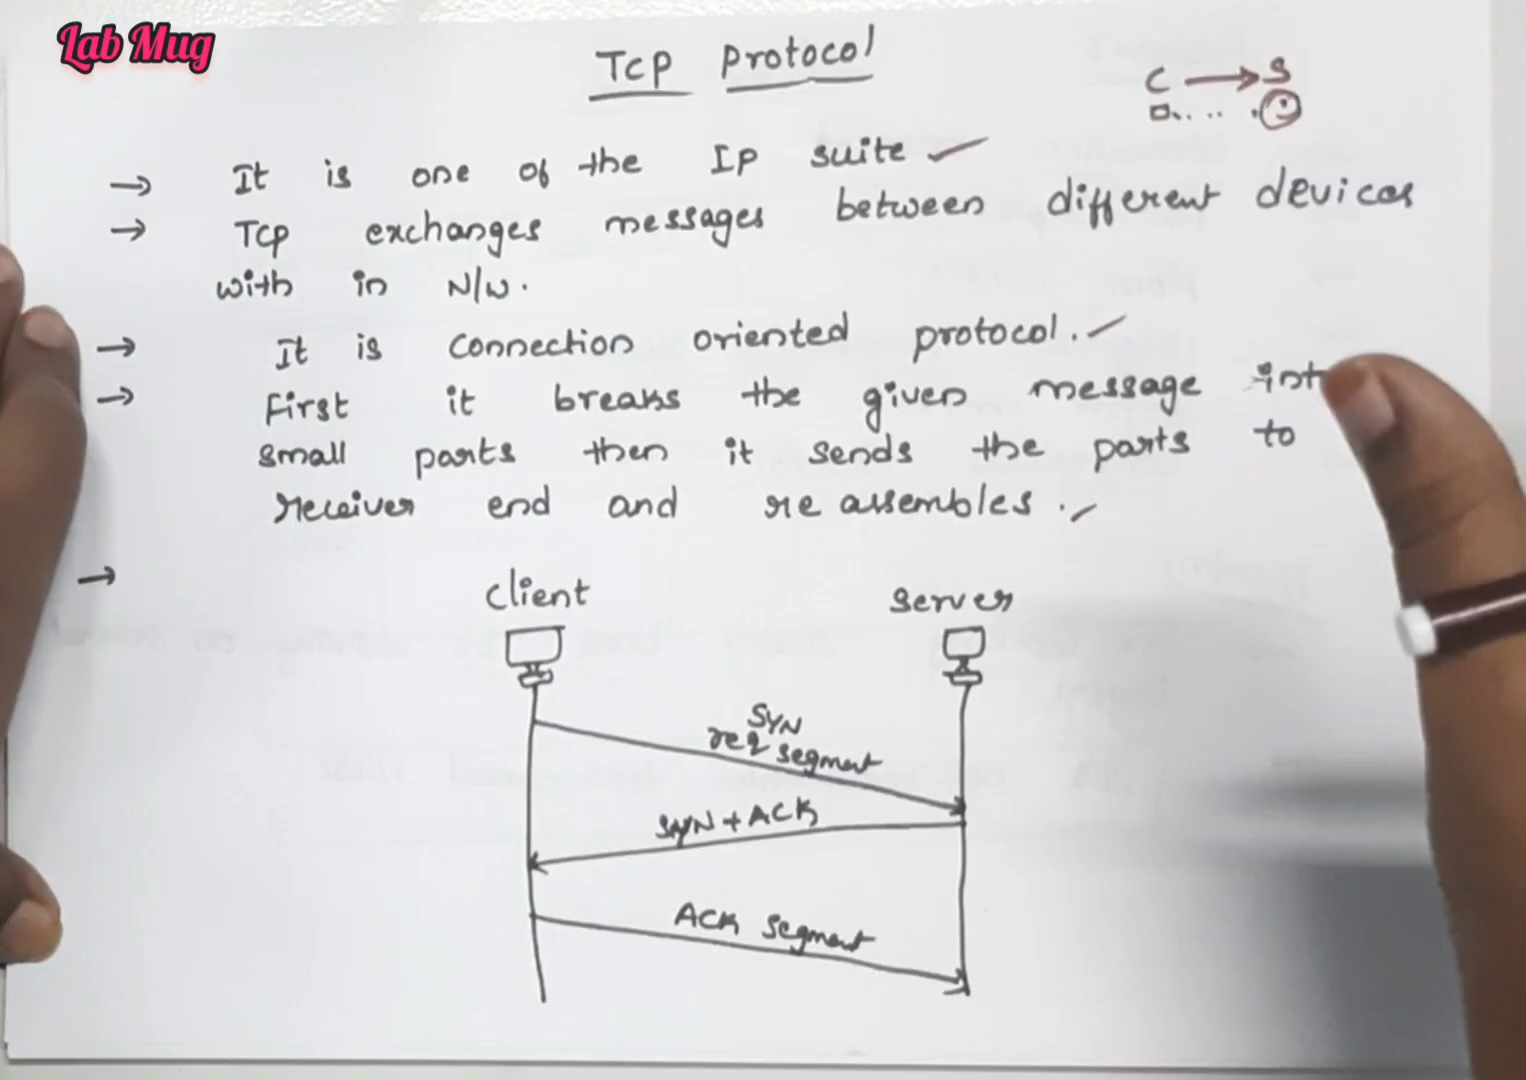 Lab Mug
TCP Protocol
C → S
→ It is one of the IP suite
→ TCP exchanges messages between different devices
with in N/W.
→ It is connection oriented protocol.
→ First it breaks the given message int
small parts then it sends the parts to
receiver end and re assembles.
→
client server
SYN
req segment
SYN + ACK
ACK segment